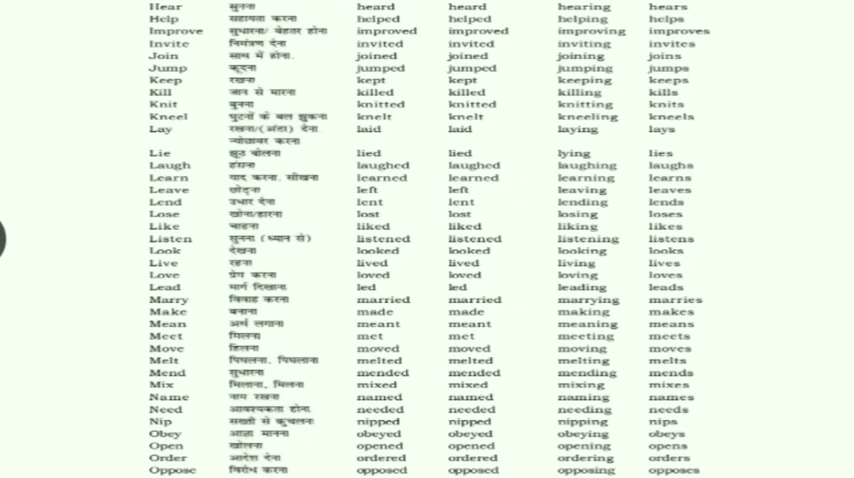 Hear सुनना heard heard hearing hears
Help सहायता करना helped helped helping helps
Improve सुधारना/ बेहतर होना improved improved improving improves
Invite निमंत्रण देना invited invited inviting invites
Join साथ में होना. joined joined joining joins
Jump कूदना jumped jumped jumping jumps
Keep रखना kept kept keeping keeps
Kill जान से मारना killed killed killing kills
Knit बुनना knitted knitted knitting knits
Kneel घुटनों के बल झुकना knelt knelt kneeling kneels
Lay रखना/(अंडा) देना laid laid laying lays
न्योछावर करना
Lie झूठ बोलना lied lied lying lies
Laugh हंसना laughed laughed laughing laughs
Learn याद करना. सीखना learned learned learning learns
Leave छोड़ना left left leaving leaves
Lend उधार देना lent lent lending lends
Lose खोना/हारना lost lost losing loses
Like चाहना liked liked liking likes
Listen सुनना (ध्यान से) listened listened listening listens
Look देखना looked looked looking looks
Live रहना lived lived living lives
Love प्रेम करना loved loved loving loves
Lead मार्ग दिखाना led led leading leads
Marry विवाह करना married married marrying marries
Make बनाना made made making makes
Mean अर्थ लगाना meant meant meaning means
Meet मिलना met met meeting meets
Move हिलना moved moved moving moves
Melt पिघलना. पिघलाना melted melted melting melts
Mend सुधारना mended mended mending mends
Mix मिलाना, मिलना mixed mixed mixing mixes
Name नाम रखना named named naming names
Need आवश्यकता होना needed needed needing needs
Nip सख्ती से कुचलना nipped nipped nipping nips
Obey आज्ञा मानना obeyed obeyed obeying obeys
Open खोलना opened opened opening opens
Order आदेश देना ordered ordered ordering orders
Oppose विरोध करना opposed opposed opposing opposes